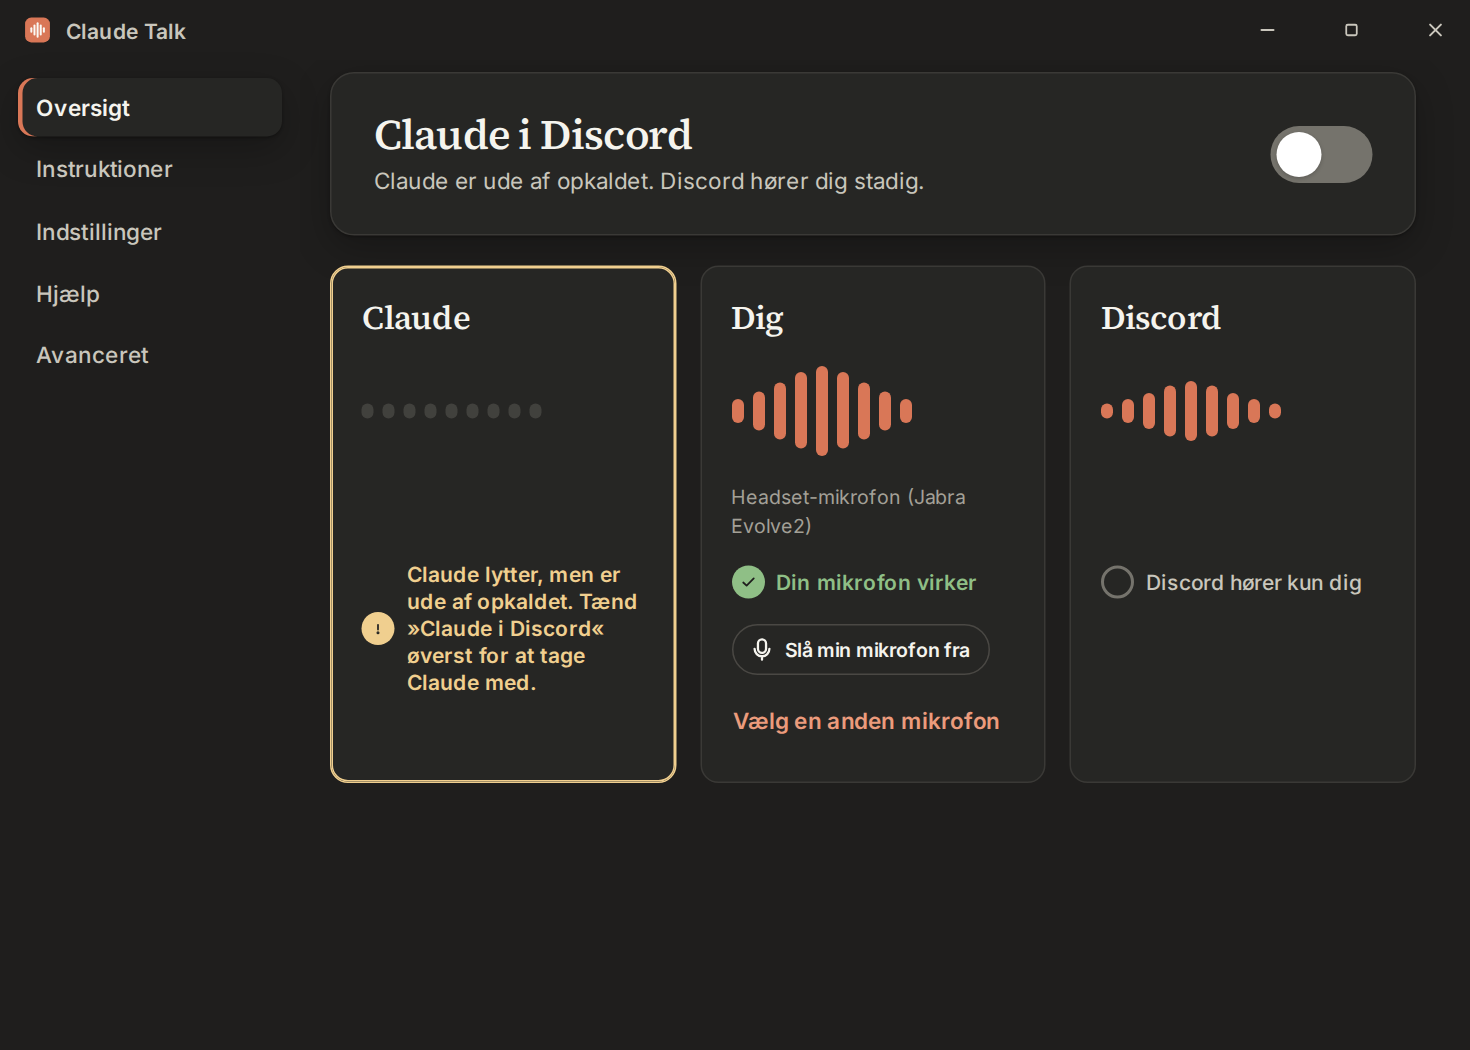 Claude Talk
Oversigt
Instruktioner
Indstillinger
Hjælp
Avanceret
Claude i Discord
Claude er ude af opkaldet. Discord hører dig stadig.
Claude
Claude lytter, men er
ude af opkaldet. Tænd
»Claude i Discord«
øverst for at tage
Claude med.
Dig
Headset-mikrofon (Jabra
Evolve2)
Din mikrofon virker
Slå min mikrofon fra
Vælg en anden mikrofon
Discord
Discord hører kun dig